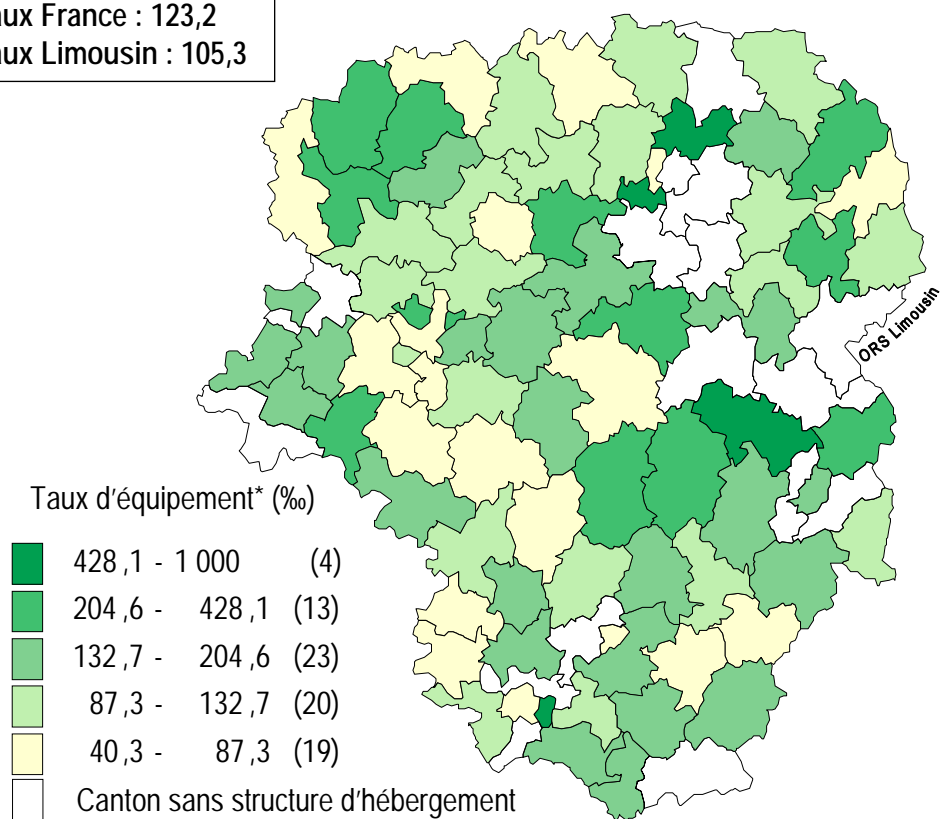 aux France : 123,2
aux Limousin : 105,3
ORS Limousin
Taux d'équipement* (‰)
428,1 - 1 000 (4)
204,6 - 428,1 (13)
132,7 - 204,6 (23)
87,3 - 132,7 (20)
40,3 - 87,3 (19)
Canton sans structure d'hébergement